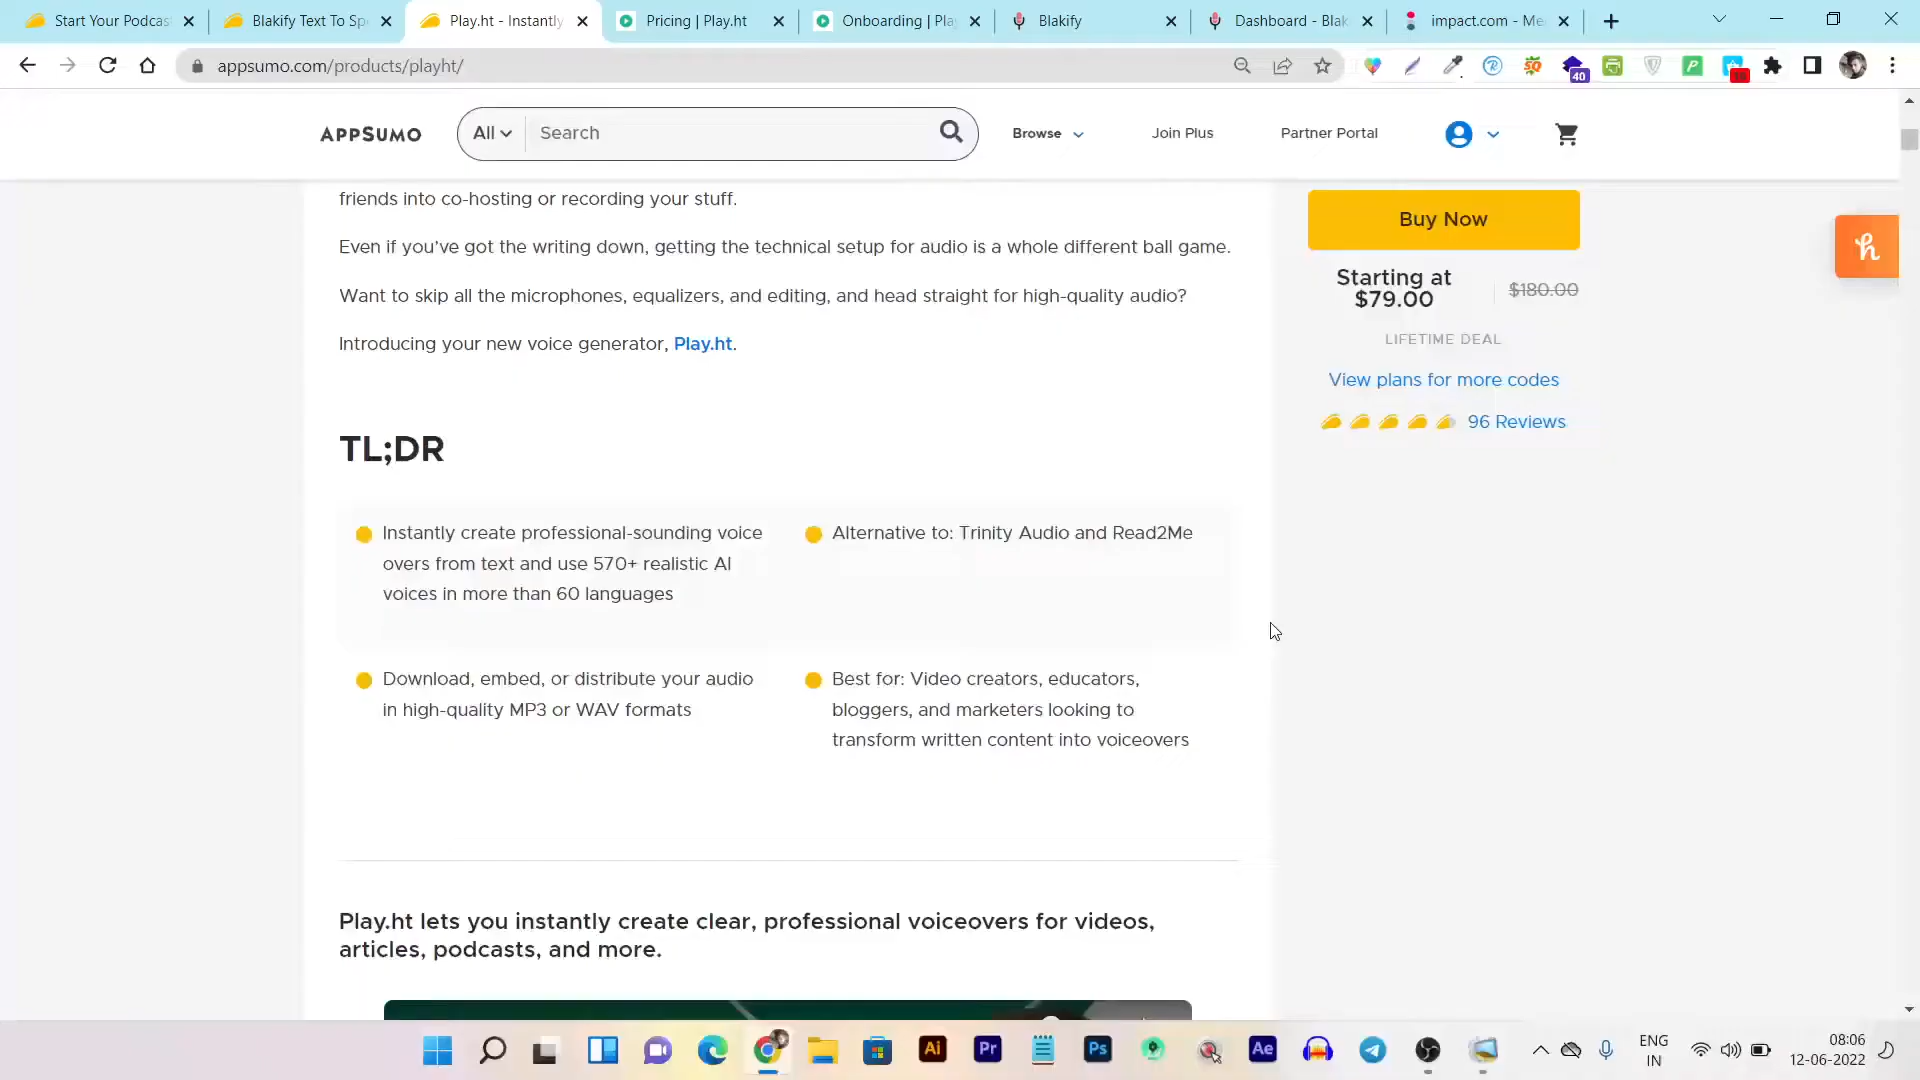 Start Your Podcas
Blakify Text To Sp
Play.ht - Instantly
Pricing | Play.ht
Onboarding | Pla
Blakify
Dashboard - Blak
impact.com - Me
appsumo.com/products/playht/
40
APPSUMO
All
Search
Browse
Join Plus
Partner Portal
friends into co-hosting or recording your stuff.
Even if you’ve got the writing down, getting the technical setup for audio is a whole different ball game.
Want to skip all the microphones, equalizers, and editing, and head straight for high-quality audio?
Introducing your new voice generator, Play.ht.
Buy Now
Starting at
$79.00
$180.00
LIFETIME DEAL
View plans for more codes
96 Reviews
TL;DR
Instantly create professional-sounding voice
overs from text and use 570+ realistic AI
voices in more than 60 languages
Alternative to: Trinity Audio and Read2Me
Download, embed, or distribute your audio
in high-quality MP3 or WAV formats
Best for: Video creators, educators,
bloggers, and marketers looking to
transform written content into voiceovers
Play.ht lets you instantly create clear, professional voiceovers for videos,
articles, podcasts, and more.
Ai
Pr
Ps
Ae
ENG
IN
08:06
12-06-2022